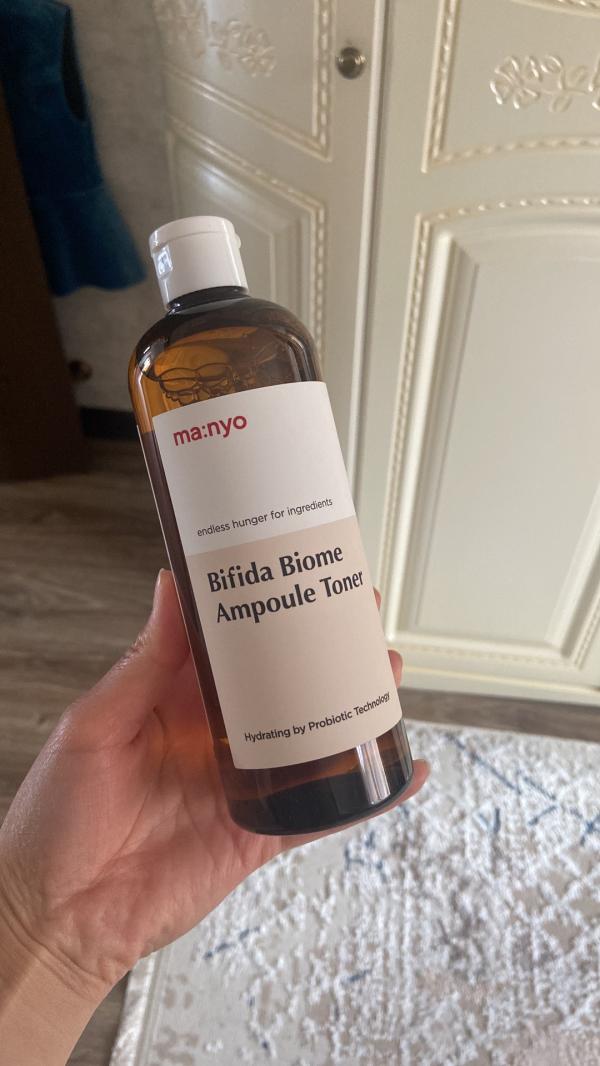 ma:nyo
endless hunger for ingredients
Bifida Biome
Ampoule Toner
Hydrating by Probiotic Technology